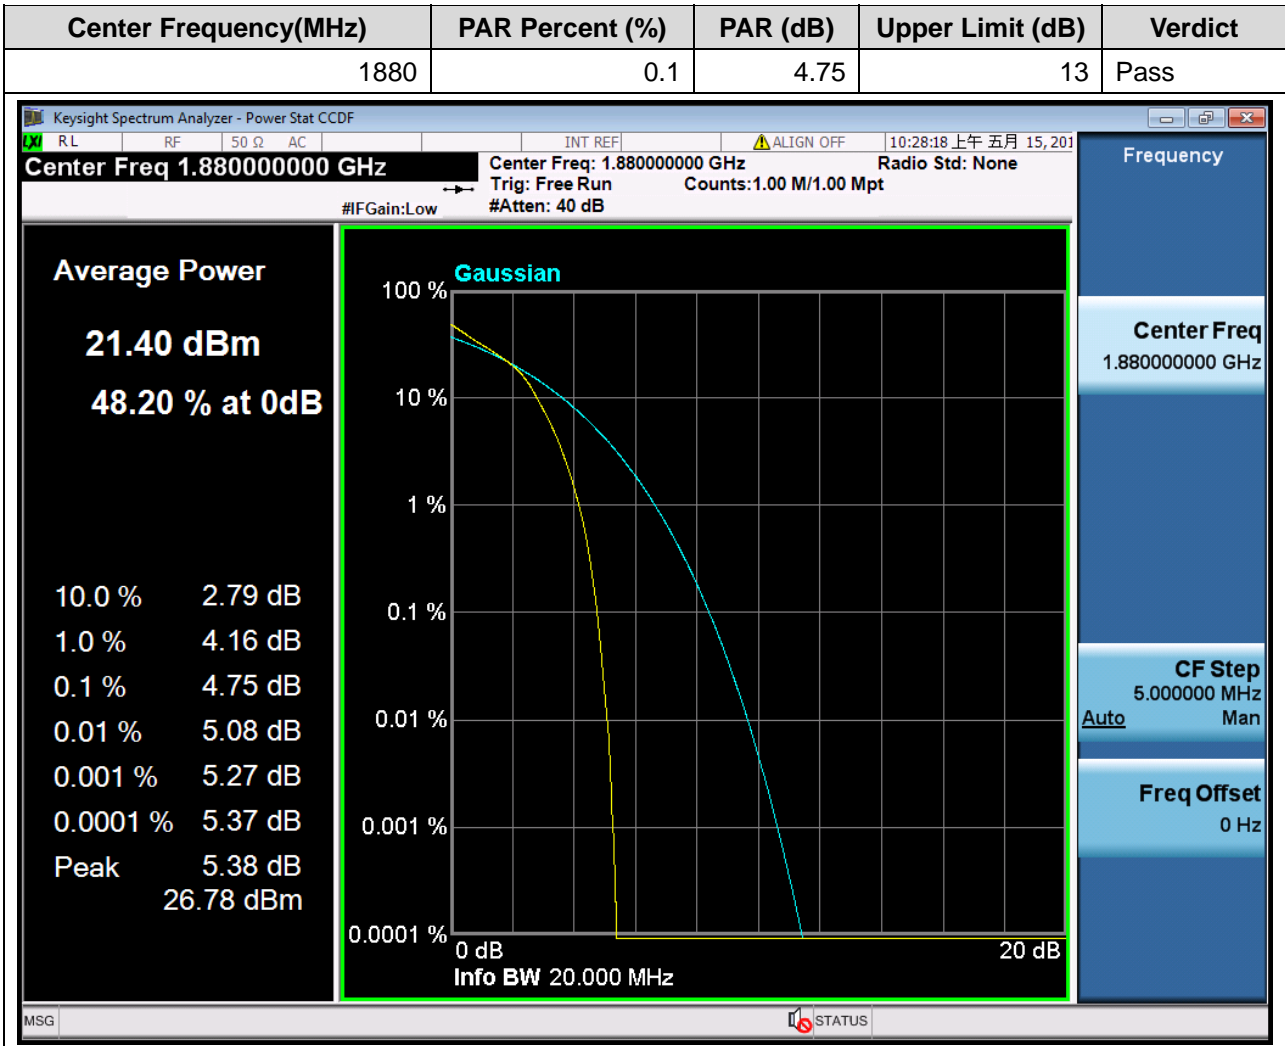 Center Frequency(MHz) PAR Percent (%) PAR (dB) Upper Limit (dB) Verdict
1880 0.1 4.75 13 Pass
Keysight Spectrum Analyzer - Power Stat CCDF
LXI RL RF 50 Ω AC INT REF ALIGN OFF 10:28:18 上午 五月 15, 201
Center Freq 1.880000000 GHz
Center Freq: 1.880000000 GHz Radio Std: None
Trig: Free Run Counts:1.00 M/1.00 Mpt
#IFGain:Low #Atten: 40 dB
Average Power
21.40 dBm
48.20 % at 0dB
10.0 % 2.79 dB
1.0 % 4.16 dB
0.1 % 4.75 dB
0.01 % 5.08 dB
0.001 % 5.27 dB
0.0001 % 5.37 dB
Peak 5.38 dB
26.78 dBm
Gaussian
100 %
10 %
1 %
0.1 %
0.01 %
0.001 %
0.0001 %
0 dB 20 dB
Info BW 20.000 MHz
Frequency
Center Freq
1.880000000 GHz
CF Step
5.000000 MHz
Auto Man
Freq Offset
0 Hz
MSG STATUS